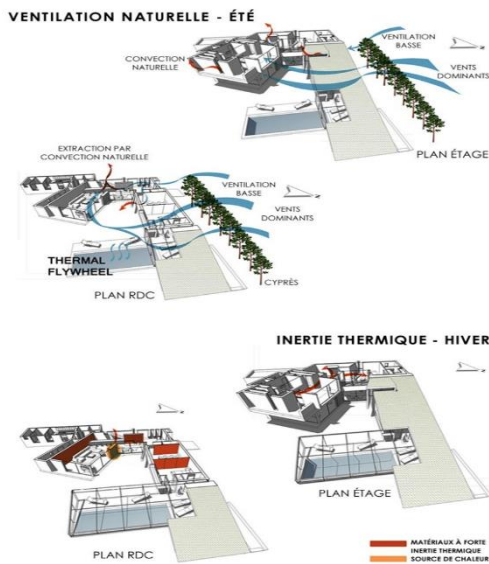 VENTILATION NATURELLE - ÉTÉ
CONVECTION
NATURELLE
VENTILATION
BASSE
VENTS
DOMINANTS
PLAN ÉTAGE
EXTRACTION PAR
CONVECTION NATURELLE
VENTILATION
BASSE
VENTS
DOMINANTS
THERMAL
FLYWHEEL
CYPRÈS
PLAN RDC
INERTIE THERMIQUE - HIVER
PLAN ÉTAGE
PLAN RDC
MATÉRIAUX À FORTE
INERTIE THERMIQUE
SOURCE DE CHALEUR